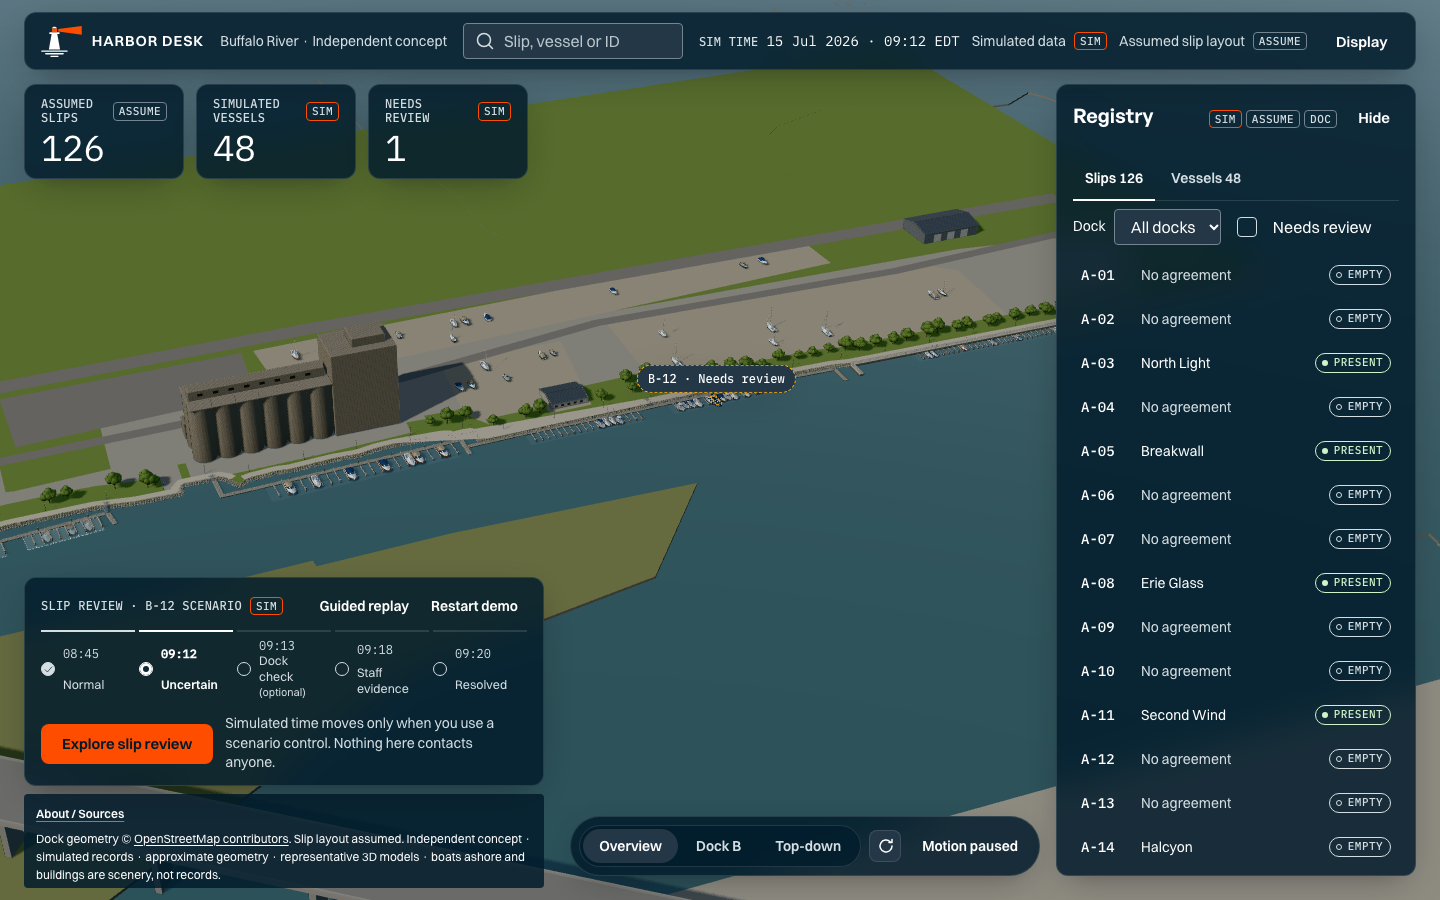 HARBOR DESK
Buffalo River · Independent concept
Slip, vessel or ID
SIM TIME 15 Jul 2026 · 09:12 EDT
Simulated data SIM
Assumed slip layout ASSUME
Display
ASSUMED SLIPS ASSUME
126
SIMULATED VESSELS SIM
48
NEEDS REVIEW SIM
1
B-12 · Needs review
SLIP REVIEW · B-12 SCENARIO SIM
Guided replay
Restart demo
08:45
Normal
09:12
Uncertain
09:13
Dock
check
(optional)
09:18
Staff
evidence
09:20
Resolved
Explore slip review
Simulated time moves only when you use a
scenario control. Nothing here contacts
anyone.
About / Sources
Dock geometry © OpenStreetMap contributors. Slip layout assumed. Independent concept ·
simulated records · approximate geometry · representative 3D models · boats ashore and
buildings are scenery, not records.
Overview
Dock B
Top-down
Motion paused
Registry
SIM ASSUME DOC
Hide
Slips 126
Vessels 48
Dock All docks
Needs review
A-01 No agreement EMPTY
A-02 No agreement EMPTY
A-03 North Light PRESENT
A-04 No agreement EMPTY
A-05 Breakwall PRESENT
A-06 No agreement EMPTY
A-07 No agreement EMPTY
A-08 Erie Glass PRESENT
A-09 No agreement EMPTY
A-10 No agreement EMPTY
A-11 Second Wind PRESENT
A-12 No agreement EMPTY
A-13 No agreement EMPTY
A-14 Halcyon EMPTY